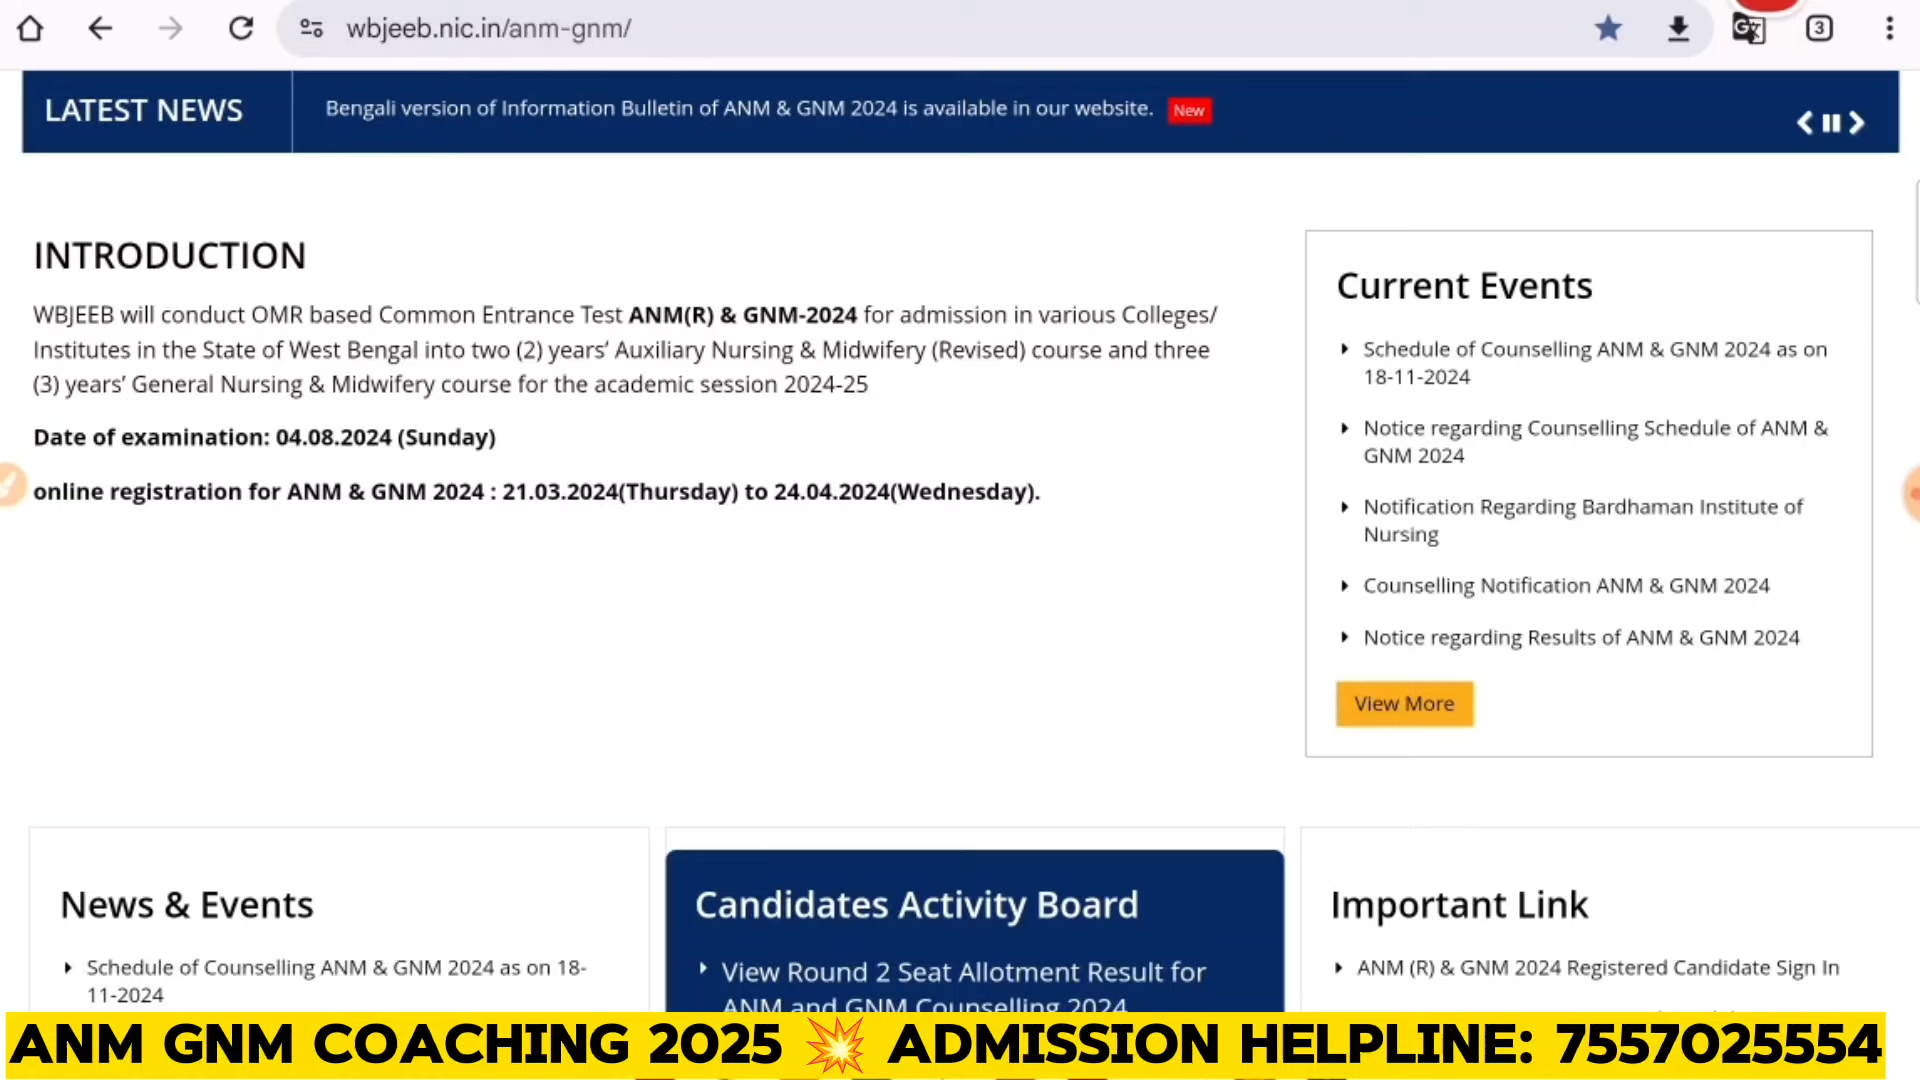 wbjeeb.nic.in/anm-gnm/
3
LATEST NEWS
Bengali version of Information Bulletin of ANM & GNM 2024 is available in our website. New
INTRODUCTION
WBJEEB will conduct OMR based Common Entrance Test ANM(R) & GNM-2024 for admission in various Colleges/
Institutes in the State of West Bengal into two (2) years’ Auxiliary Nursing & Midwifery (Revised) course and three
(3) years’ General Nursing & Midwifery course for the academic session 2024-25
Date of examination: 04.08.2024 (Sunday)
online registration for ANM & GNM 2024 : 21.03.2024(Thursday) to 24.04.2024(Wednesday).
Current Events
Schedule of Counselling ANM & GNM 2024 as on
18-11-2024
Notice regarding Counselling Schedule of ANM &
GNM 2024
Notification Regarding Bardhaman Institute of
Nursing
Counselling Notification ANM & GNM 2024
Notice regarding Results of ANM & GNM 2024
View More
News & Events
Schedule of Counselling ANM & GNM 2024 as on 18-
11-2024
Candidates Activity Board
View Round 2 Seat Allotment Result for
ANM and GNM Counselling 2024
Important Link
ANM (R) & GNM 2024 Registered Candidate Sign In
ANM GNM COACHING 2025 💥 ADMISSION HELPLINE: 7557025554